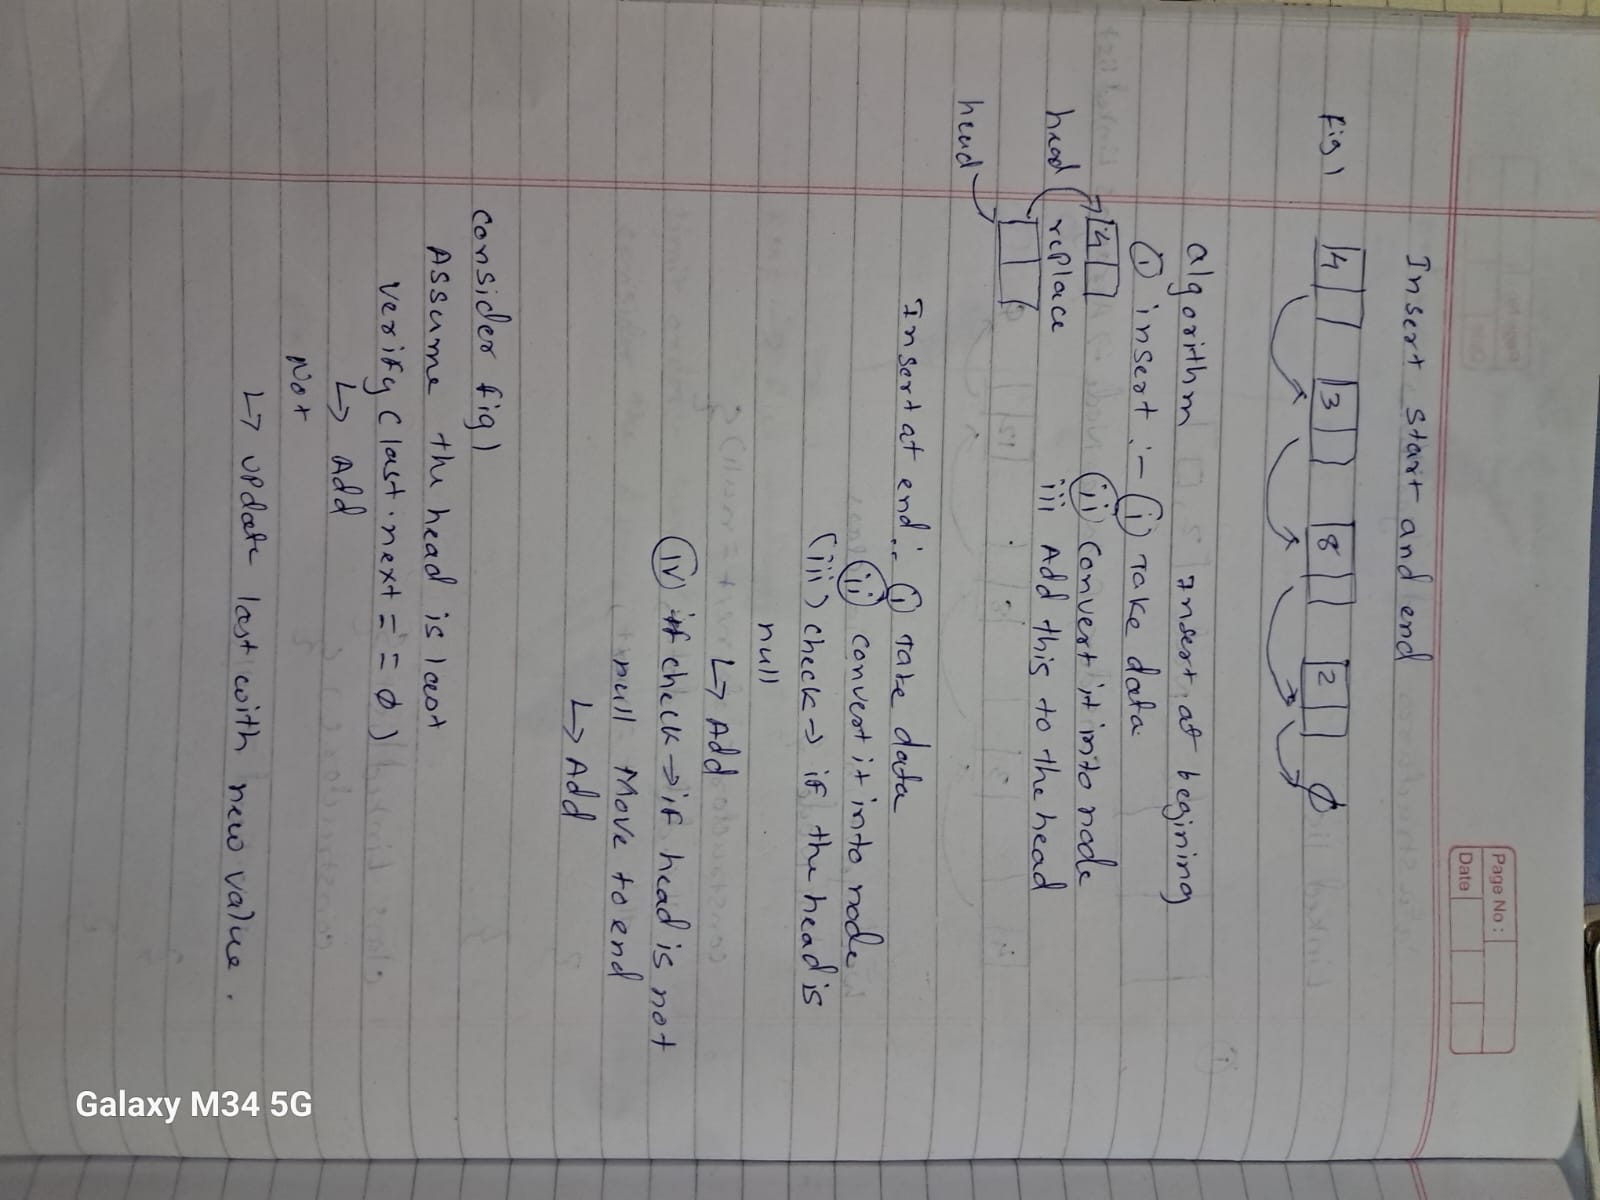 Page No :
Date
Insert start and end
fig 1 4 3 8 2 ∅
algorithm Insert at begining
① insert :- (i) Take data
4 (ii) Convert it into node
head replace iii Add this to the head
head
Insert at end :. (i) Take data
(ii) convert it into node
(iii) check → if the head is
null
↳ Add
(iv) check → if head is not
null Move to end
↳ Add
consider fig 1
Assume the head is last
verify (last.next = = ∅)
↳ Add
Not
↳ update last with new value.
Galaxy M34 5G